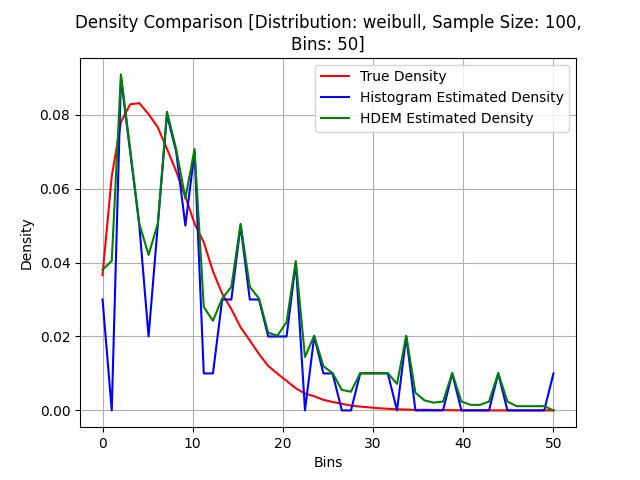 Density Comparison [Distribution: weibull, Sample Size: 100,
Bins: 50]
True Density
Histogram Estimated Density
HDEM Estimated Density
Density
0.08
0.06
0.04
0.02
0.00
0 10 20 30 40 50
Bins